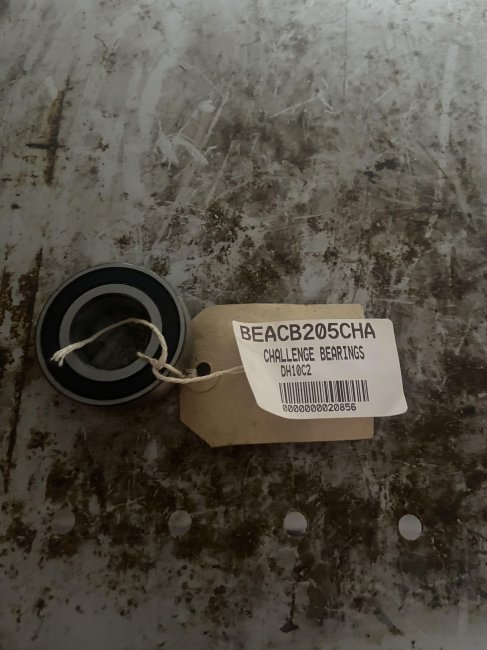 BEACB205CHA
CHALLENGE BEARINGS
DH10C2
0000000020856